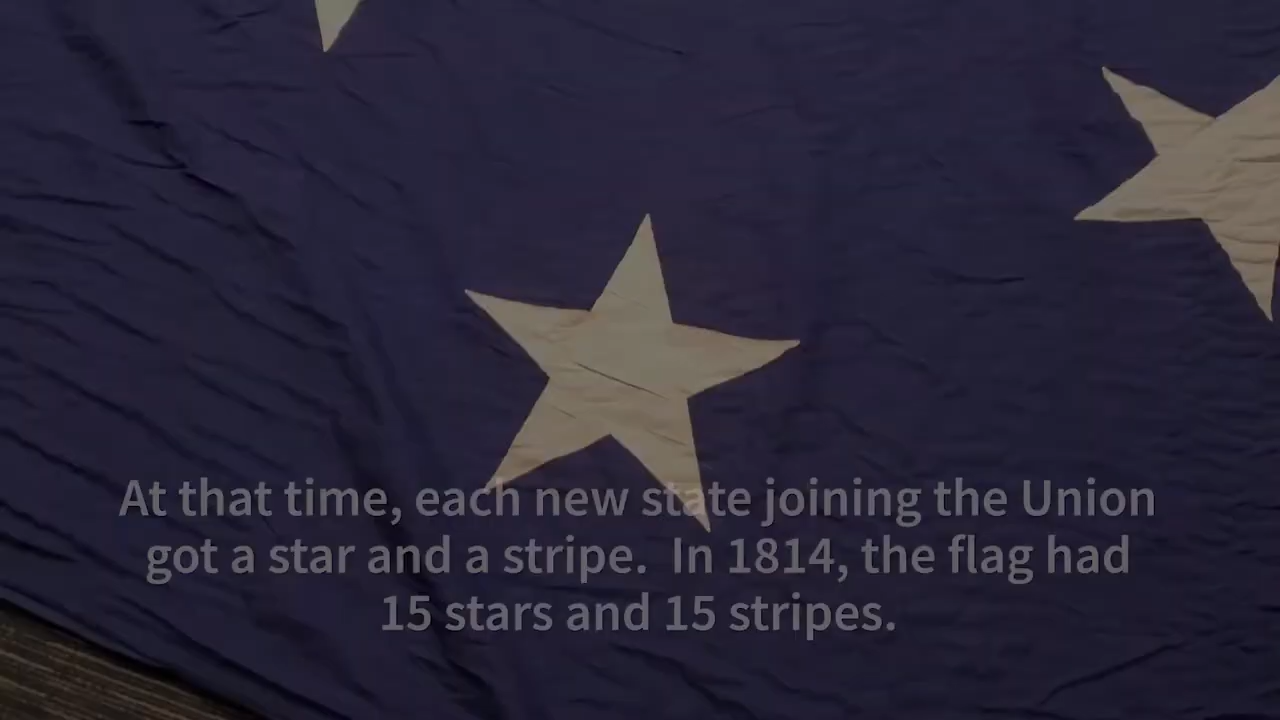 At that time, each new state joining the Union
got a star and a stripe.  In 1814, the flag had
15 stars and 15 stripes.